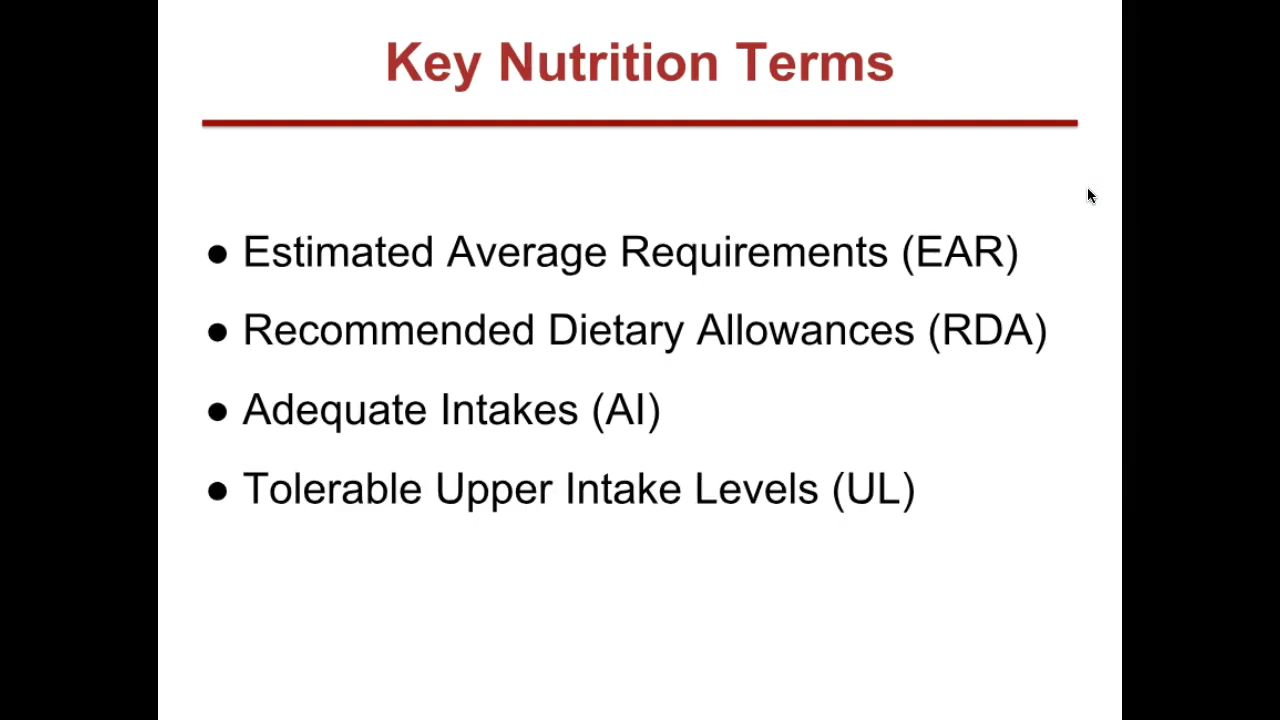 Key Nutrition Terms
● Estimated Average Requirements (EAR)
● Recommended Dietary Allowances (RDA)
● Adequate Intakes (AI)
● Tolerable Upper Intake Levels (UL)